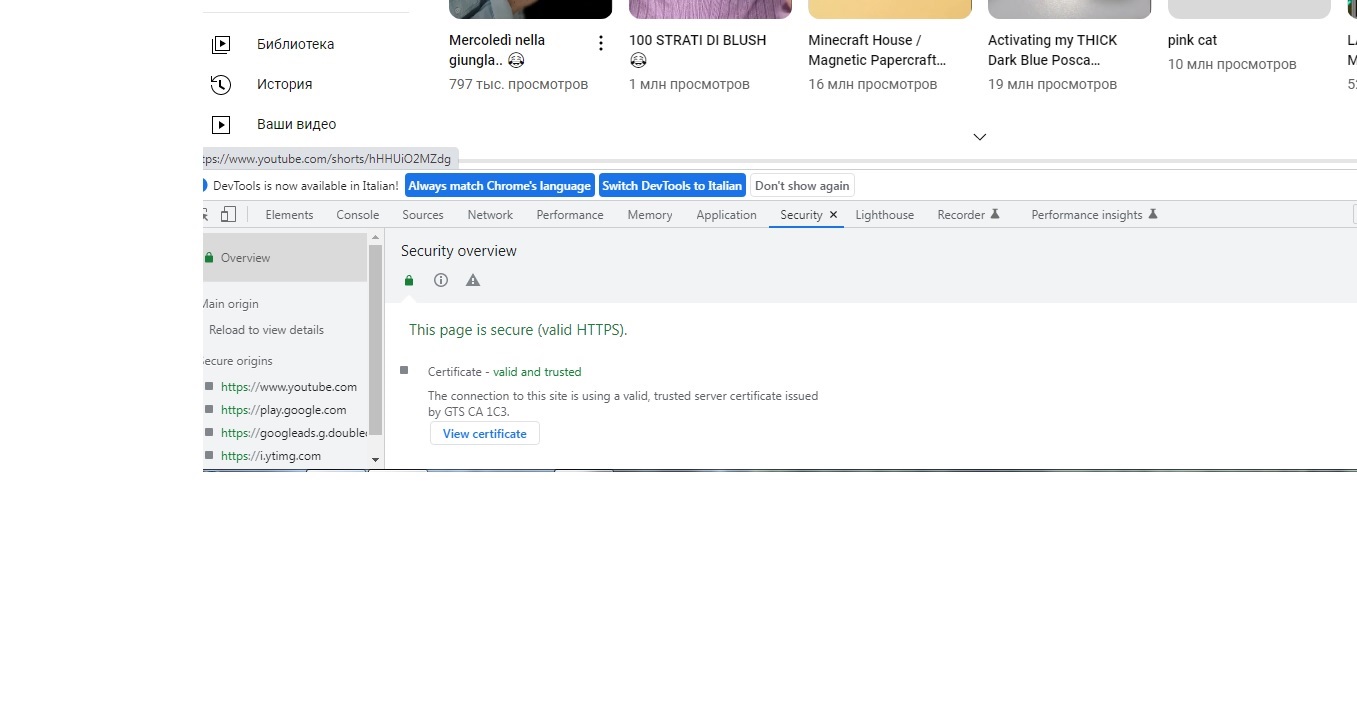 Библиотека
История
Ваши видео
Mercoledì nella
giungla.. 😂
797 тыс. просмотров
100 STRATI DI BLUSH
😂
1 млн просмотров
Minecraft House /
Magnetic Papercraft…
16 млн просмотров
Activating my THICK
Dark Blue Posca…
19 млн просмотров
pink cat
10 млн просмотров
tps://www.youtube.com/shorts/hHHUiO2MZdg
DevTools is now available in Italian!
Always match Chrome's language
Switch DevTools to Italian
Don't show again
Elements
Console
Sources
Network
Performance
Memory
Application
Security
Lighthouse
Recorder
Performance insights
Overview
Main origin
Reload to view details
Secure origins
https://www.youtube.com
https://play.google.com
https://googleads.g.double
https://i.ytimg.com
Security overview
This page is secure (valid HTTPS).
Certificate - valid and trusted
The connection to this site is using a valid, trusted server certificate issued
by GTS CA 1C3.
View certificate